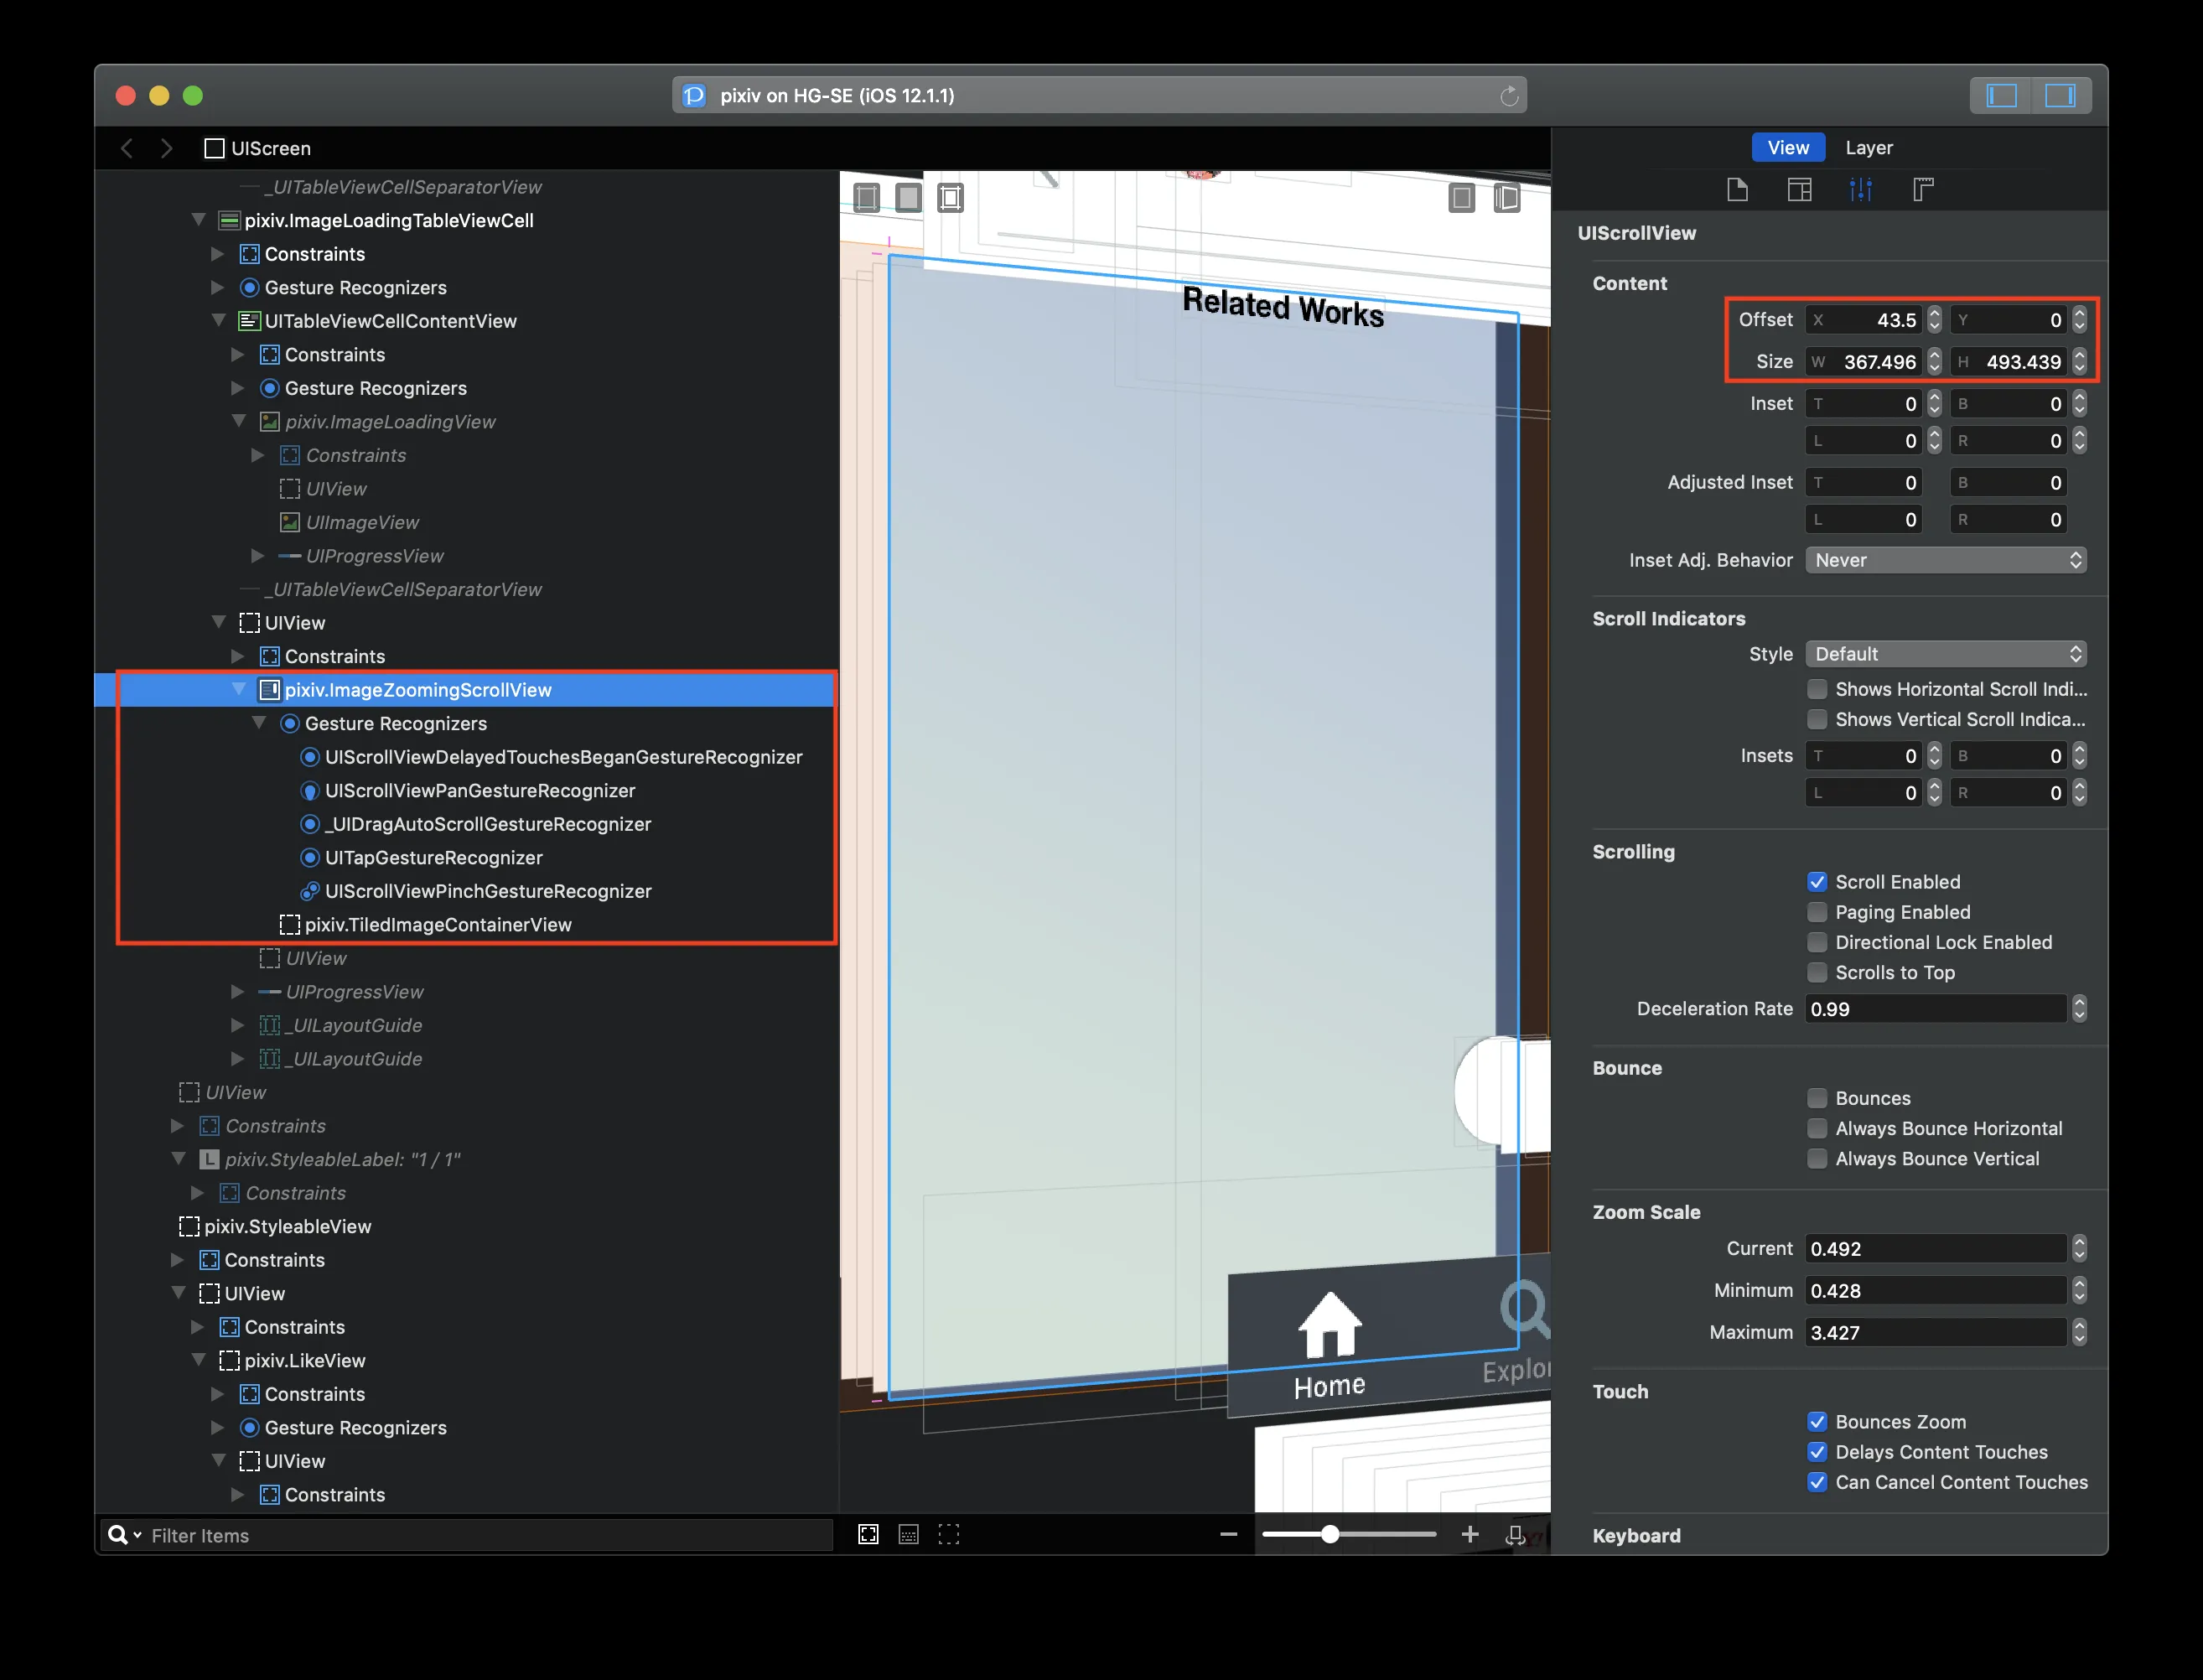 pixiv on HG-SE (iOS 12.1.1)
UIScreen
_UITableViewCellSeparatorView
pixiv.ImageLoadingTableViewCell
Constraints
Gesture Recognizers
UITableViewCellContentView
Constraints
Gesture Recognizers
pixiv.ImageLoadingView
Constraints
UIView
UIImageView
UIProgressView
_UITableViewCellSeparatorView
UIView
Constraints
pixiv.ImageZoomingScrollView
Gesture Recognizers
UIScrollViewDelayedTouchesBeganGestureRecognizer
UIScrollViewPanGestureRecognizer
_UIDragAutoScrollGestureRecognizer
UITapGestureRecognizer
UIScrollViewPinchGestureRecognizer
pixiv.TiledImageContainerView
UIView
UIProgressView
_UILayoutGuide
_UILayoutGuide
UIView
Constraints
L pixiv.StyleableLabel: "1 / 1"
Constraints
pixiv.StyleableView
Constraints
UIView
Constraints
pixiv.LikeView
Constraints
Gesture Recognizers
UIView
Constraints
Filter Items
Related Works
Home
Explor
View Layer
UIScrollView
Content
Offset X 43.5 Y 0
Size W 367.496 H 493.439
Inset T 0 B 0
L 0 R 0
Adjusted Inset T 0 B 0
L 0 R 0
Inset Adj. Behavior Never
Scroll Indicators
Style Default
Shows Horizontal Scroll Indi...
Shows Vertical Scroll Indica...
Insets T 0 B 0
L 0 R 0
Scrolling
Scroll Enabled
Paging Enabled
Directional Lock Enabled
Scrolls to Top
Deceleration Rate 0.99
Bounce
Bounces
Always Bounce Horizontal
Always Bounce Vertical
Zoom Scale
Current 0.492
Minimum 0.428
Maximum 3.427
Touch
Bounces Zoom
Delays Content Touches
Can Cancel Content Touches
Keyboard